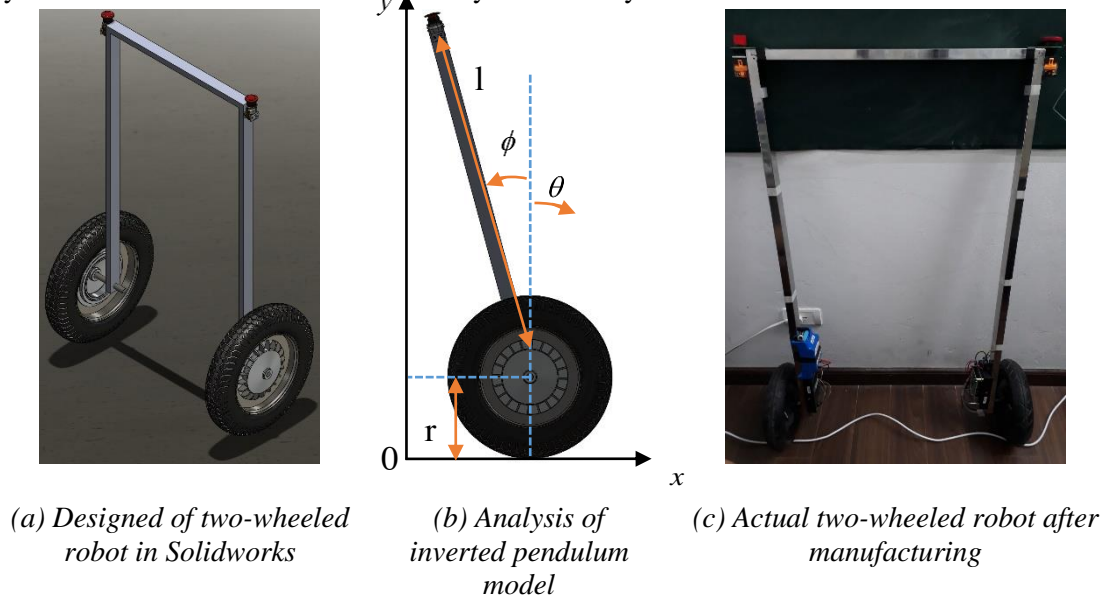 y
l
ϕ
θ
r
0
x
(a) Designed of two-wheeled
robot in Solidworks
(b) Analysis of
inverted pendulum
model
(c) Actual two-wheeled robot after
manufacturing